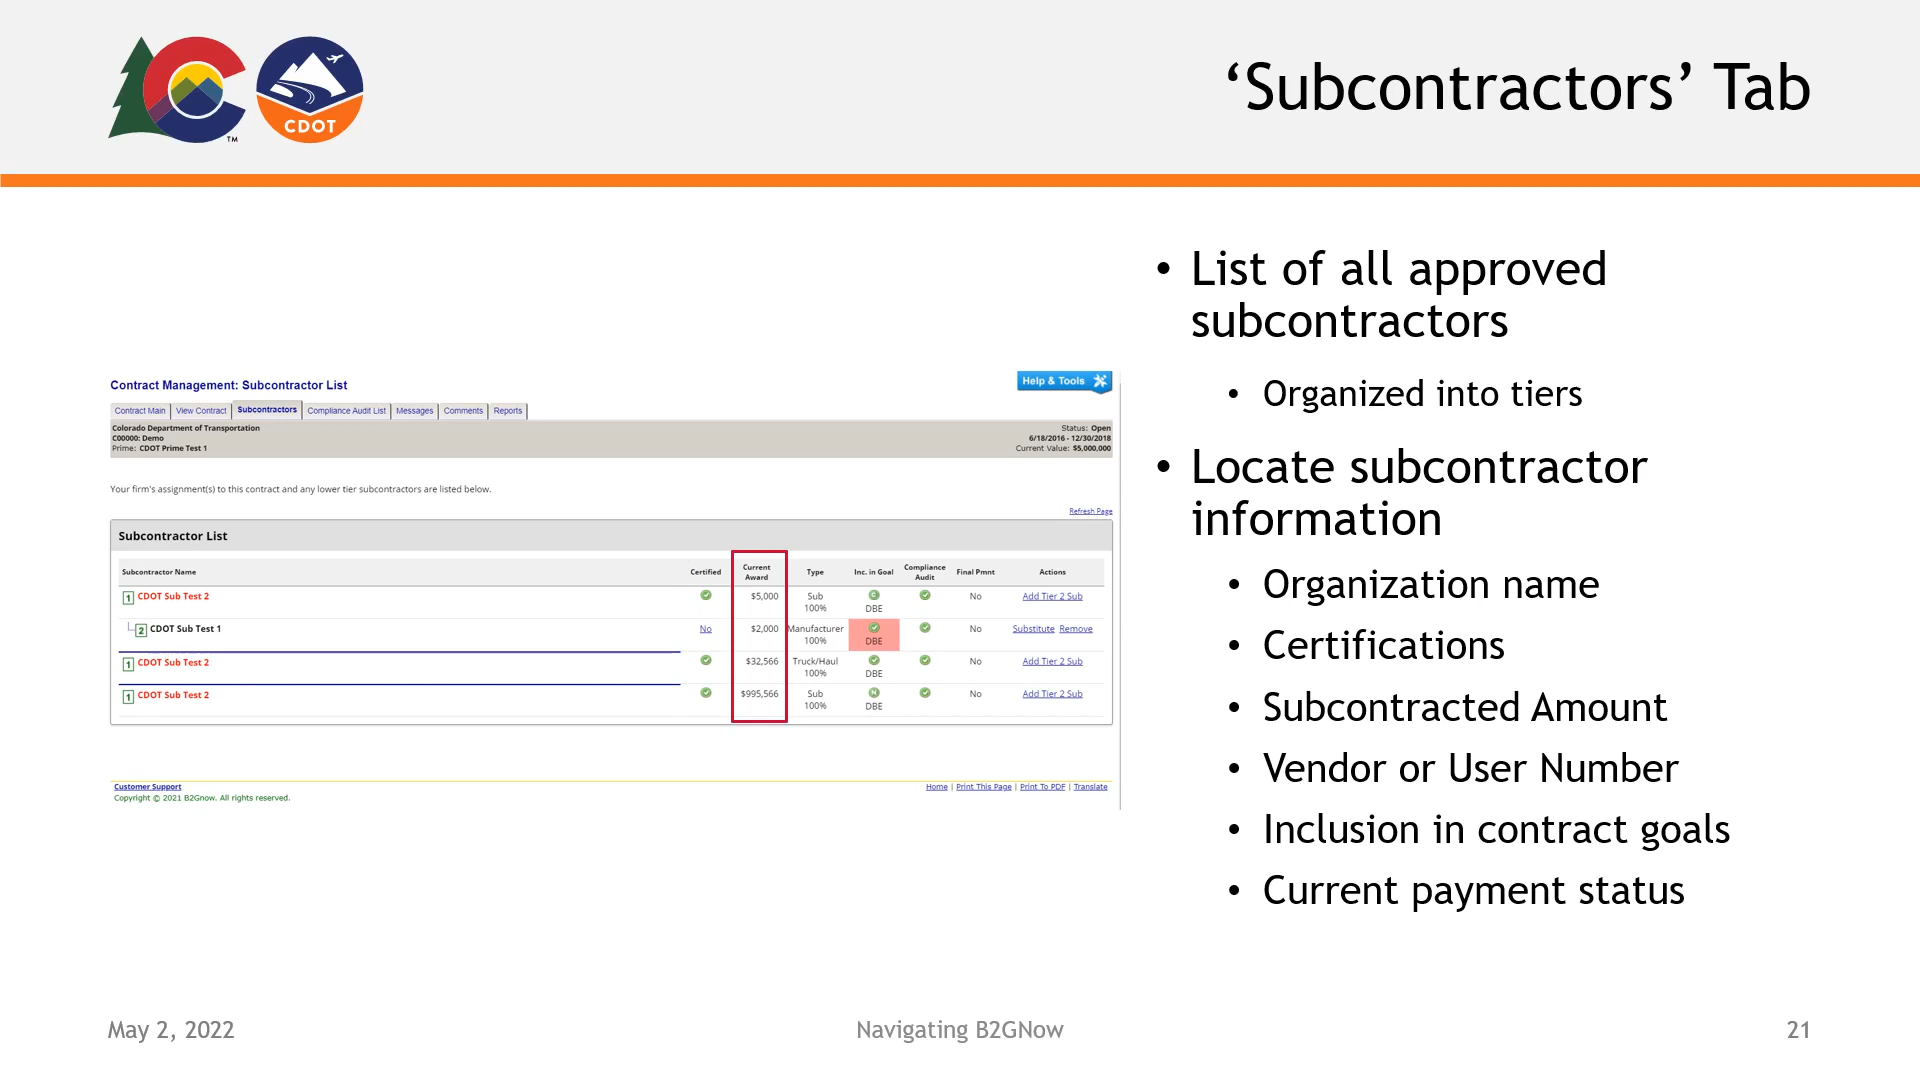 CDOT
TM
‘Subcontractors’ Tab
Contract Management: Subcontractor List
Help & Tools
Contract Main View Contract Subcontractors Compliance Audit List Messages Comments Reports
Colorado Department of Transportation
C00000: Demo
Prime: CDOT Prime Test 1
Status: Open
6/18/2016 - 12/30/2018
Current Value: $5,000,000
Your firm's assignment(s) to this contract and any lower tier subcontractors are listed below.
Refresh Page
Subcontractor List
Subcontractor Name Certified Current Award Type Inc. in Goal Compliance Audit Final Pmnt Actions
1 CDOT Sub Test 2 $5,000 Sub 100% C DBE No Add Tier 2 Sub
2 CDOT Sub Test 1 No $2,000 Manufacturer 100% DBE No Substitute Remove
1 CDOT Sub Test 2 $32,566 Truck/Haul 100% DBE No Add Tier 2 Sub
1 CDOT Sub Test 2 $995,566 Sub 100% N DBE No Add Tier 2 Sub
Customer Support
Copyright © 2021 B2Gnow. All rights reserved.
Home | Print This Page | Print To PDF | Translate
• List of all approved
subcontractors
• Organized into tiers
• Locate subcontractor
information
• Organization name
• Certifications
• Subcontracted Amount
• Vendor or User Number
• Inclusion in contract goals
• Current payment status
May 2, 2022
Navigating B2GNow
21